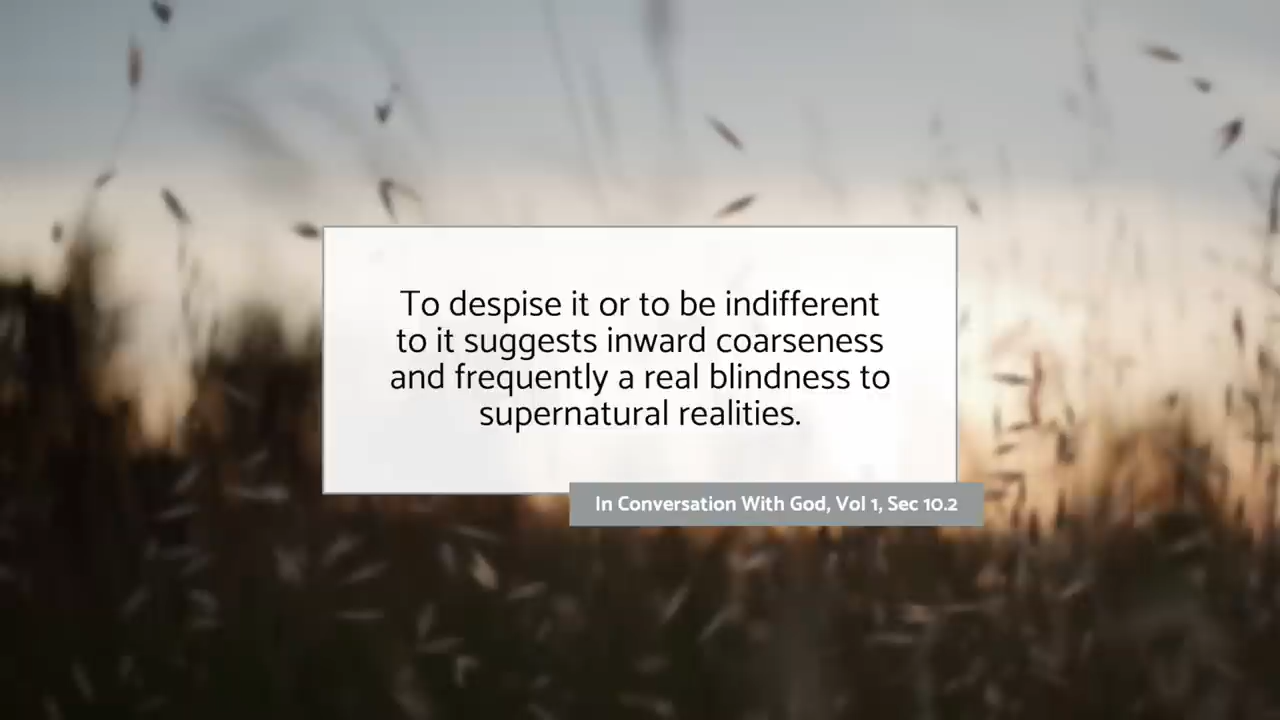 To despise it or to be indifferent
to it suggests inward coarseness
and frequently a real blindness to
supernatural realities.
In Conversation With God, Vol 1, Sec 10.2